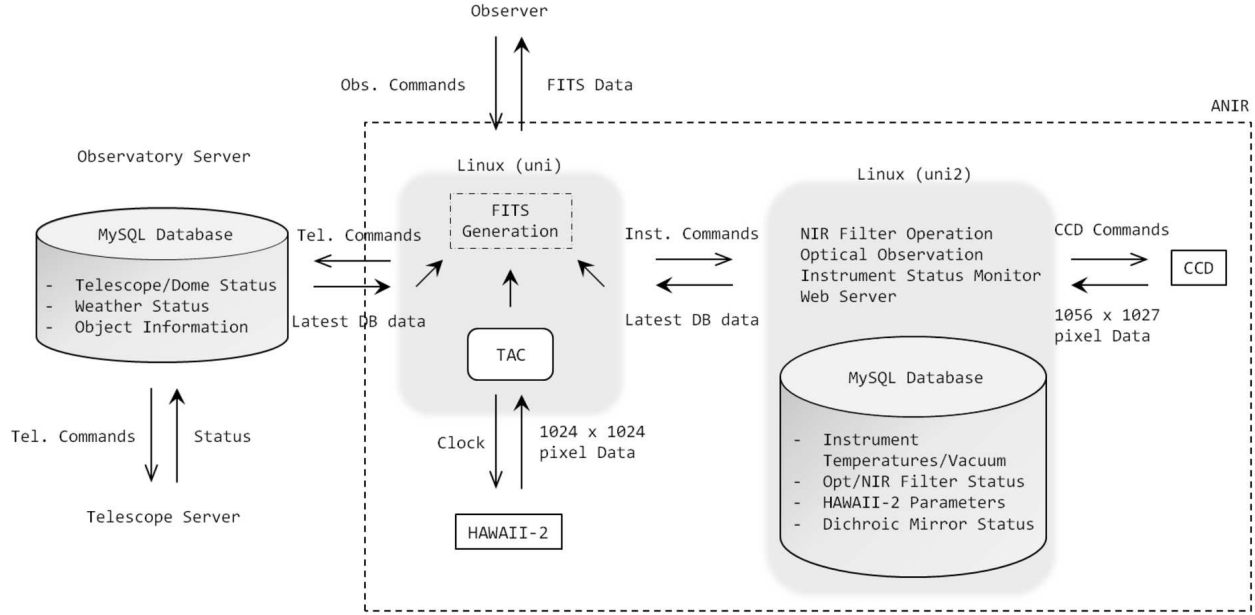 Observer
Obs. Commands
FITS Data
ANIR
Observatory Server
MySQL Database
- Telescope/Dome Status
- Weather Status
- Object Information
Tel. Commands
Latest DB data
Tel. Commands
Status
Telescope Server
Linux (uni)
FITS
Generation
TAC
Clock
1024 x 1024
pixel Data
HAWAII-2
Inst. Commands
Latest DB data
Linux (uni2)
NIR Filter Operation
Optical Observation
Instrument Status Monitor
Web Server
MySQL Database
- Instrument
Temperatures/Vacuum
- Opt/NIR Filter Status
- HAWAII-2 Parameters
- Dichroic Mirror Status
CCD Commands
CCD
1056 x 1027
pixel Data